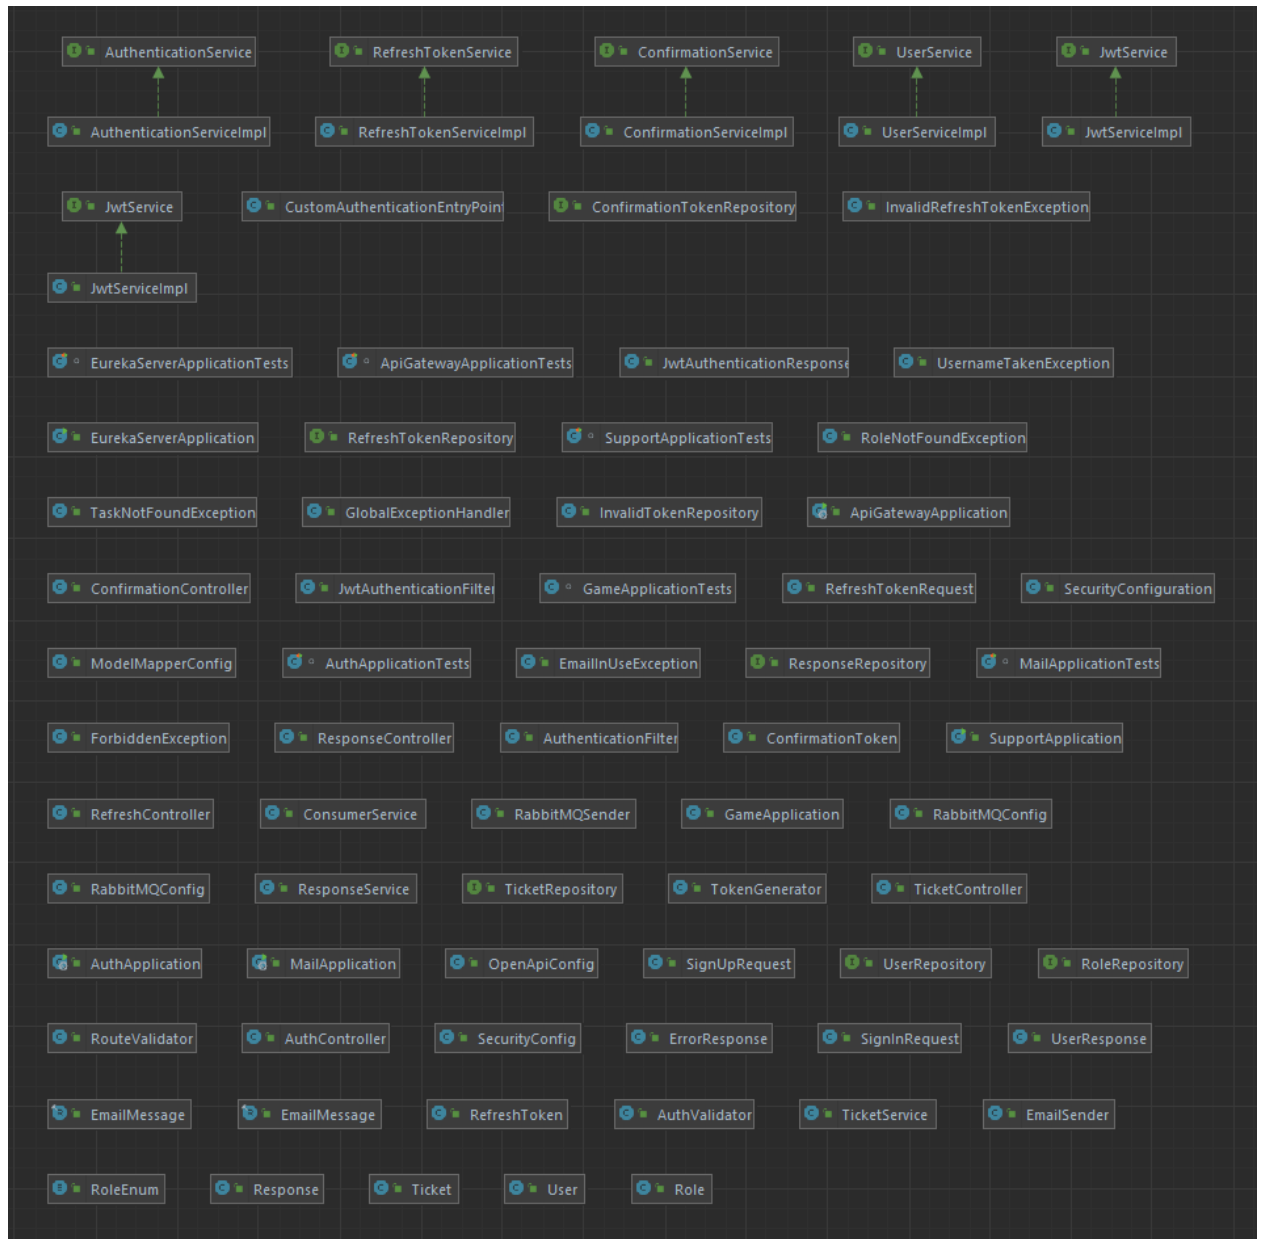 AuthenticationService RefreshTokenService ConfirmationService UserService JwtService
AuthenticationServiceImpl RefreshTokenServiceImpl ConfirmationServiceImpl UserServiceImpl JwtServiceImpl
JwtService CustomAuthenticationEntryPoint ConfirmationTokenRepository InvalidRefreshTokenException
JwtServiceImpl
EurekaServerApplicationTests ApiGatewayApplicationTests JwtAuthenticationResponse UsernameTakenException
EurekaServerApplication RefreshTokenRepository SupportApplicationTests RoleNotFoundException
TaskNotFoundException GlobalExceptionHandler InvalidTokenRepository ApiGatewayApplication
ConfirmationController JwtAuthenticationFilter GameApplicationTests RefreshTokenRequest SecurityConfiguration
ModelMapperConfig AuthApplicationTests EmailInUseException ResponseRepository MailApplicationTests
ForbiddenException ResponseController AuthenticationFilter ConfirmationToken SupportApplication
RefreshController ConsumerService RabbitMQSender GameApplication RabbitMQConfig
RabbitMQConfig ResponseService TicketRepository TokenGenerator TicketController
AuthApplication MailApplication OpenApiConfig SignUpRequest UserRepository RoleRepository
RouteValidator AuthController SecurityConfig ErrorResponse SignInRequest UserResponse
EmailMessage EmailMessage RefreshToken AuthValidator TicketService EmailSender
RoleEnum Response Ticket User Role